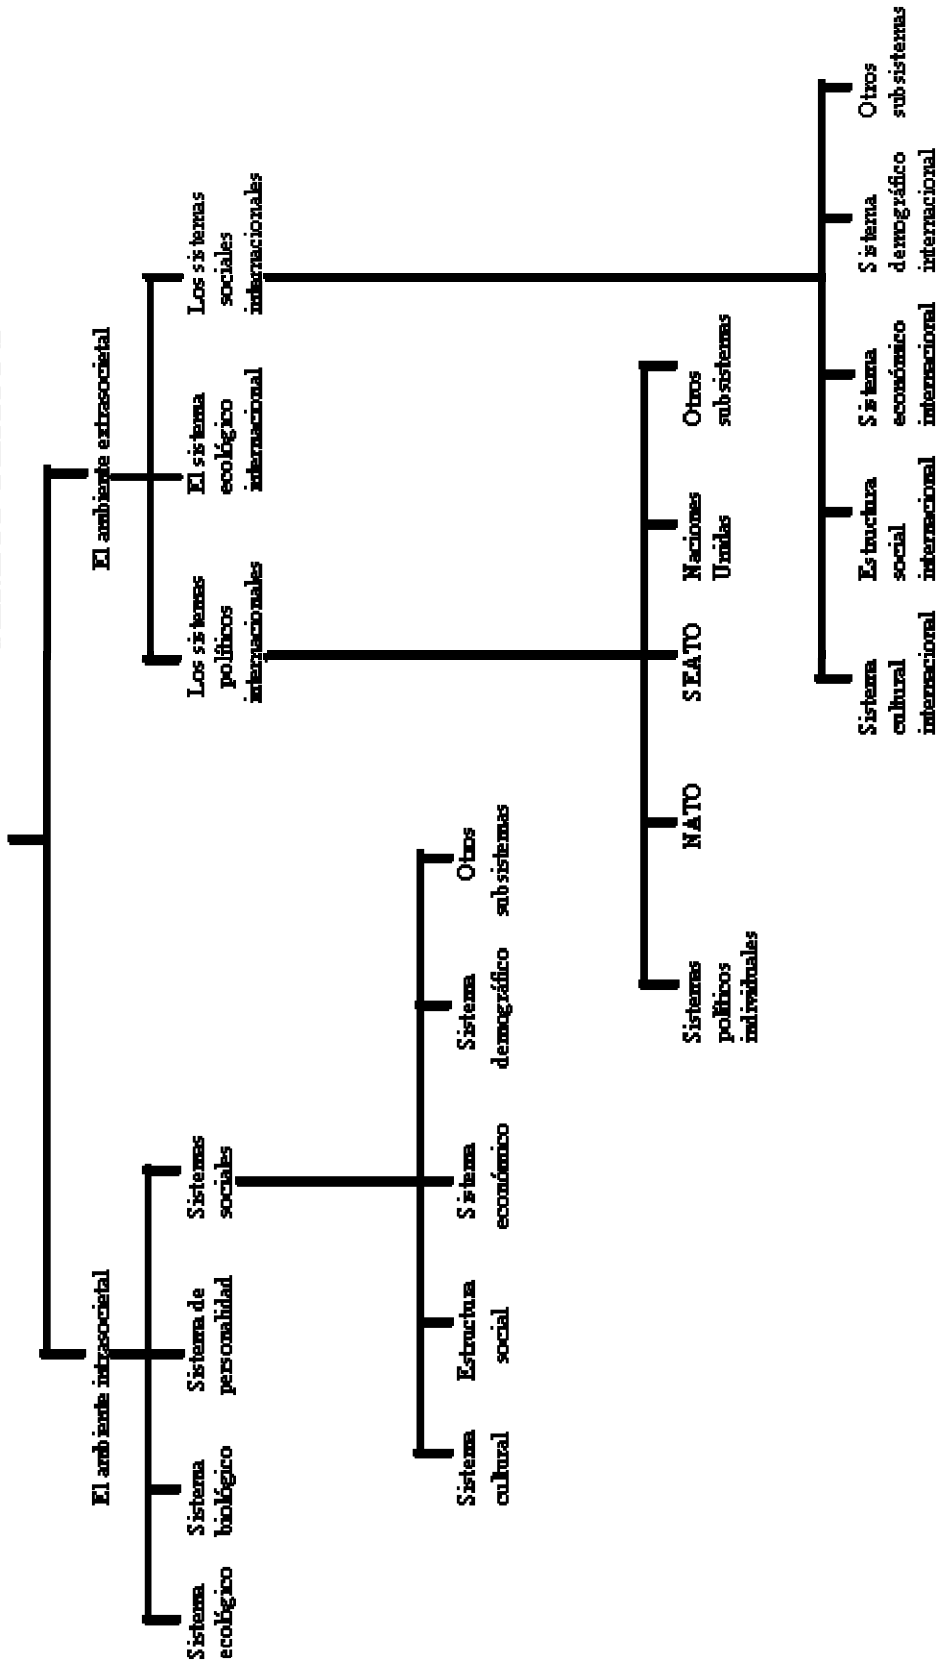 El ambiente intrasocietal
El ambiente extrasocietal
Sistema
ecológico
Sistema
biológico
Sistema de
personalidad
Sistemas
sociales
Los sistemas
políticos
internacionales
El sistema
ecológico
internacional
Los sistemas
sociales
internacionales
Sistema
cultural
Estructura
social
Sistema
económico
Sistema
demográfico
Otros
subsistemas
Sistemas
políticos
individuales
NATO
SEATO
Naciones
Unidas
Otros
subsistemas
Sistema
cultural
internacional
Estructura
social
internacional
Sistema
económico
internacional
Sistema
demográfico
internacional
Otros
subsistemas